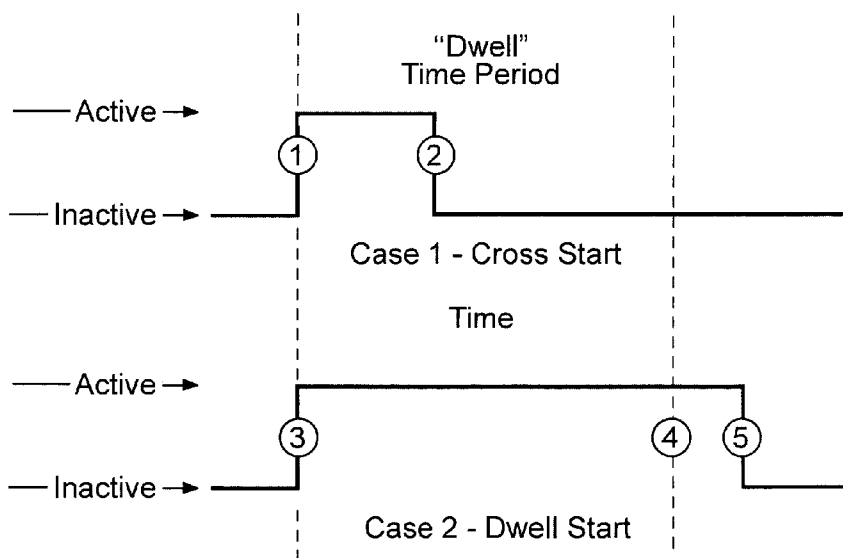 “Dwell”
Time Period
Active
1
2
Inactive
Case 1 - Cross Start
Time
Active
3
4
5
Inactive
Case 2 - Dwell Start